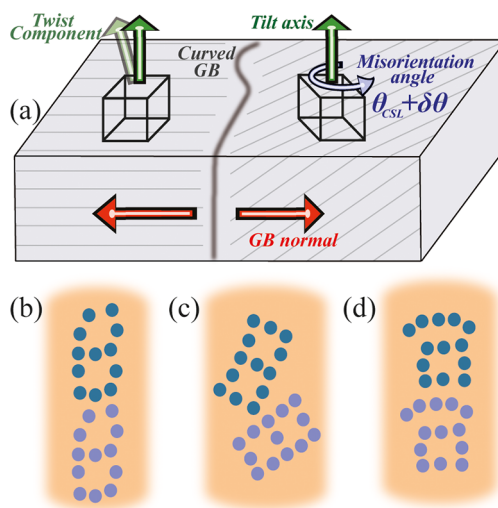 Twist
Component
Tilt axis
Curved
GB
Misorientation
angle
θCSL+δθ
(a)
GB normal
(b)
(c)
(d)